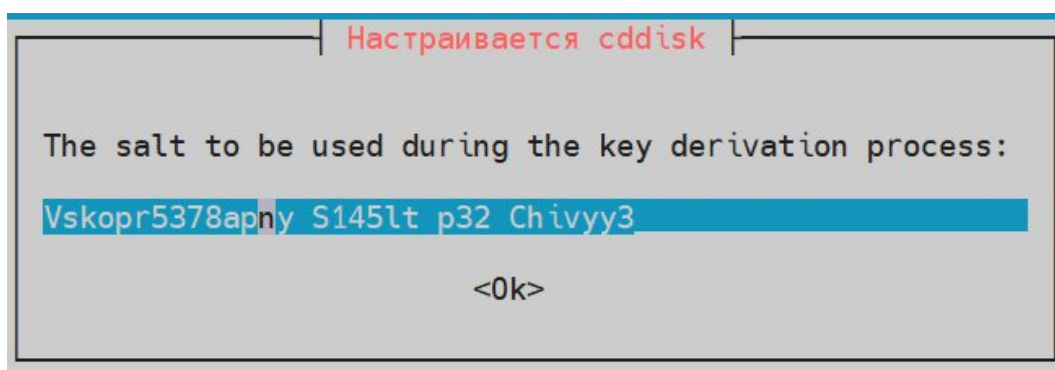 Настраивается cddisk
The salt to be used during the key derivation process:
Vskopr5378apny S145lt p32 Chivyy3
<Ok>